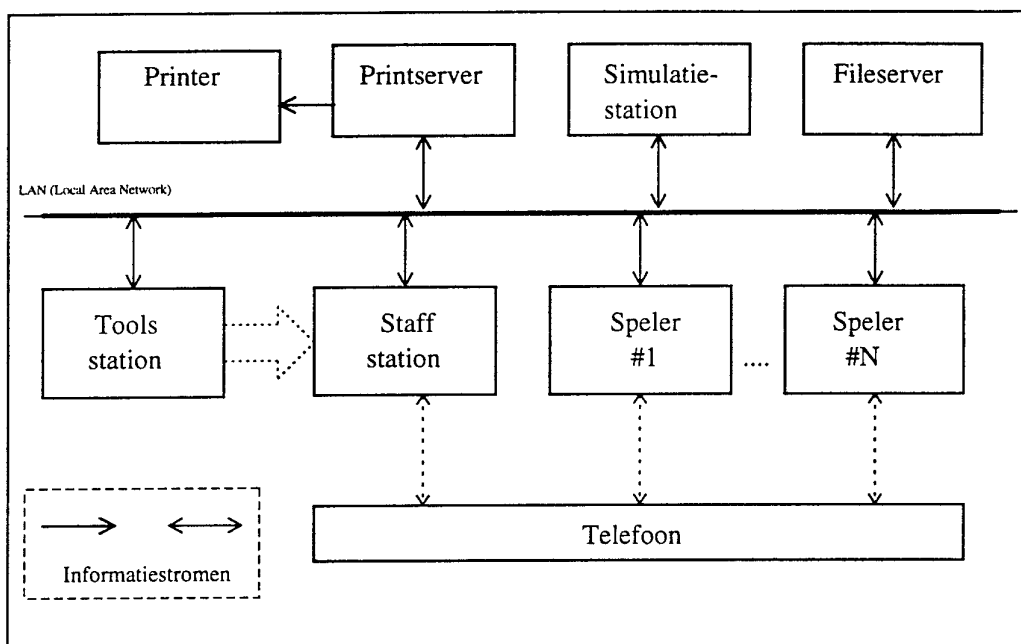 Printer
Printserver
Simulatie-
station
Fileserver
LAN (Local Area Network)
Tools
station
Staff
station
Speler
#1
....
Speler
#N
Telefoon
Informatiestromen